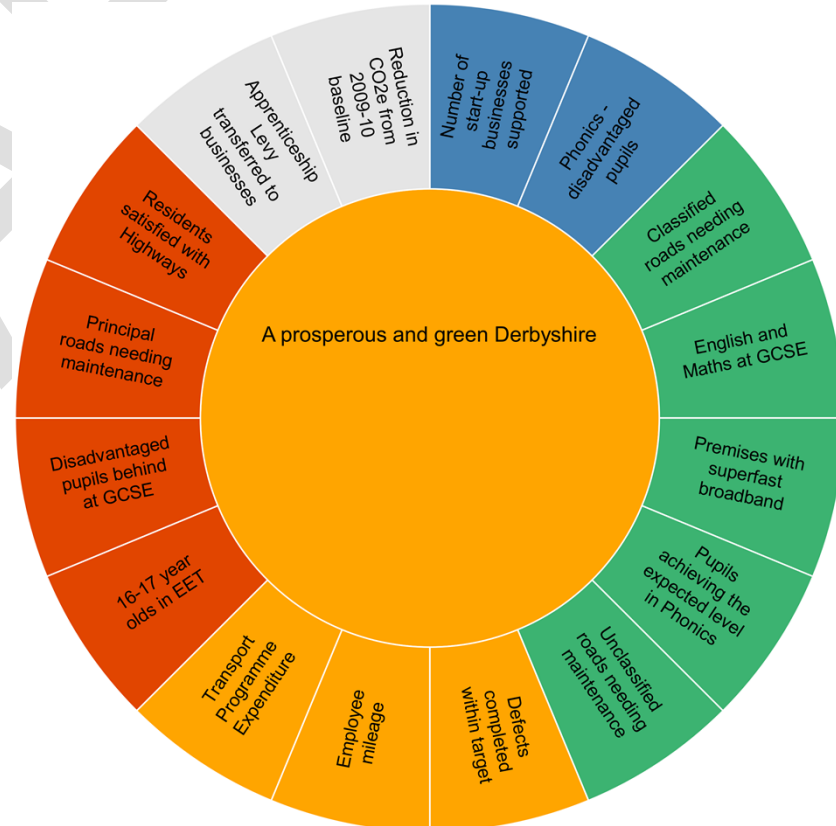 Number of
start-up
businesses
supported
Phonics -
disadvantaged
pupils
Classified
roads needing
maintenance
English and
Maths at GCSE
Premises with
superfast
broadband
Pupils
achieving the
expected level
in Phonics
Unclassified
roads needing
maintenance
Defects
completed
within target
Employee
mileage
Transport
Programme
Expenditure
16-17 year
olds in EET
Disadvantaged
pupils behind
at GCSE
Principal
roads needing
maintenance
Residents
satisfied with
Highways
Apprenticeship
Levy
transferred to
businesses
Reduction in
CO2e from
2009-10
baseline
A prosperous and green Derbyshire